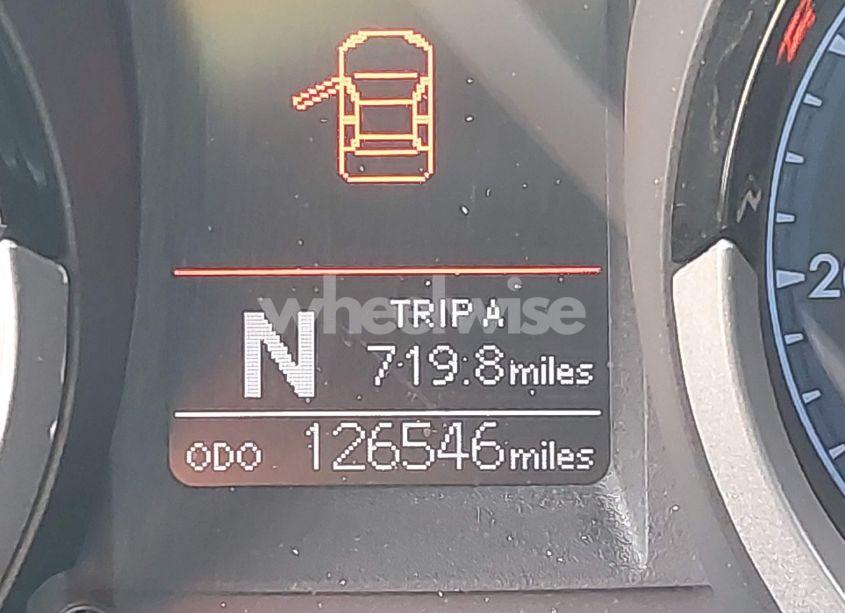 wheelwise
TRIP A
N
719.8 miles
ODO 126546 miles